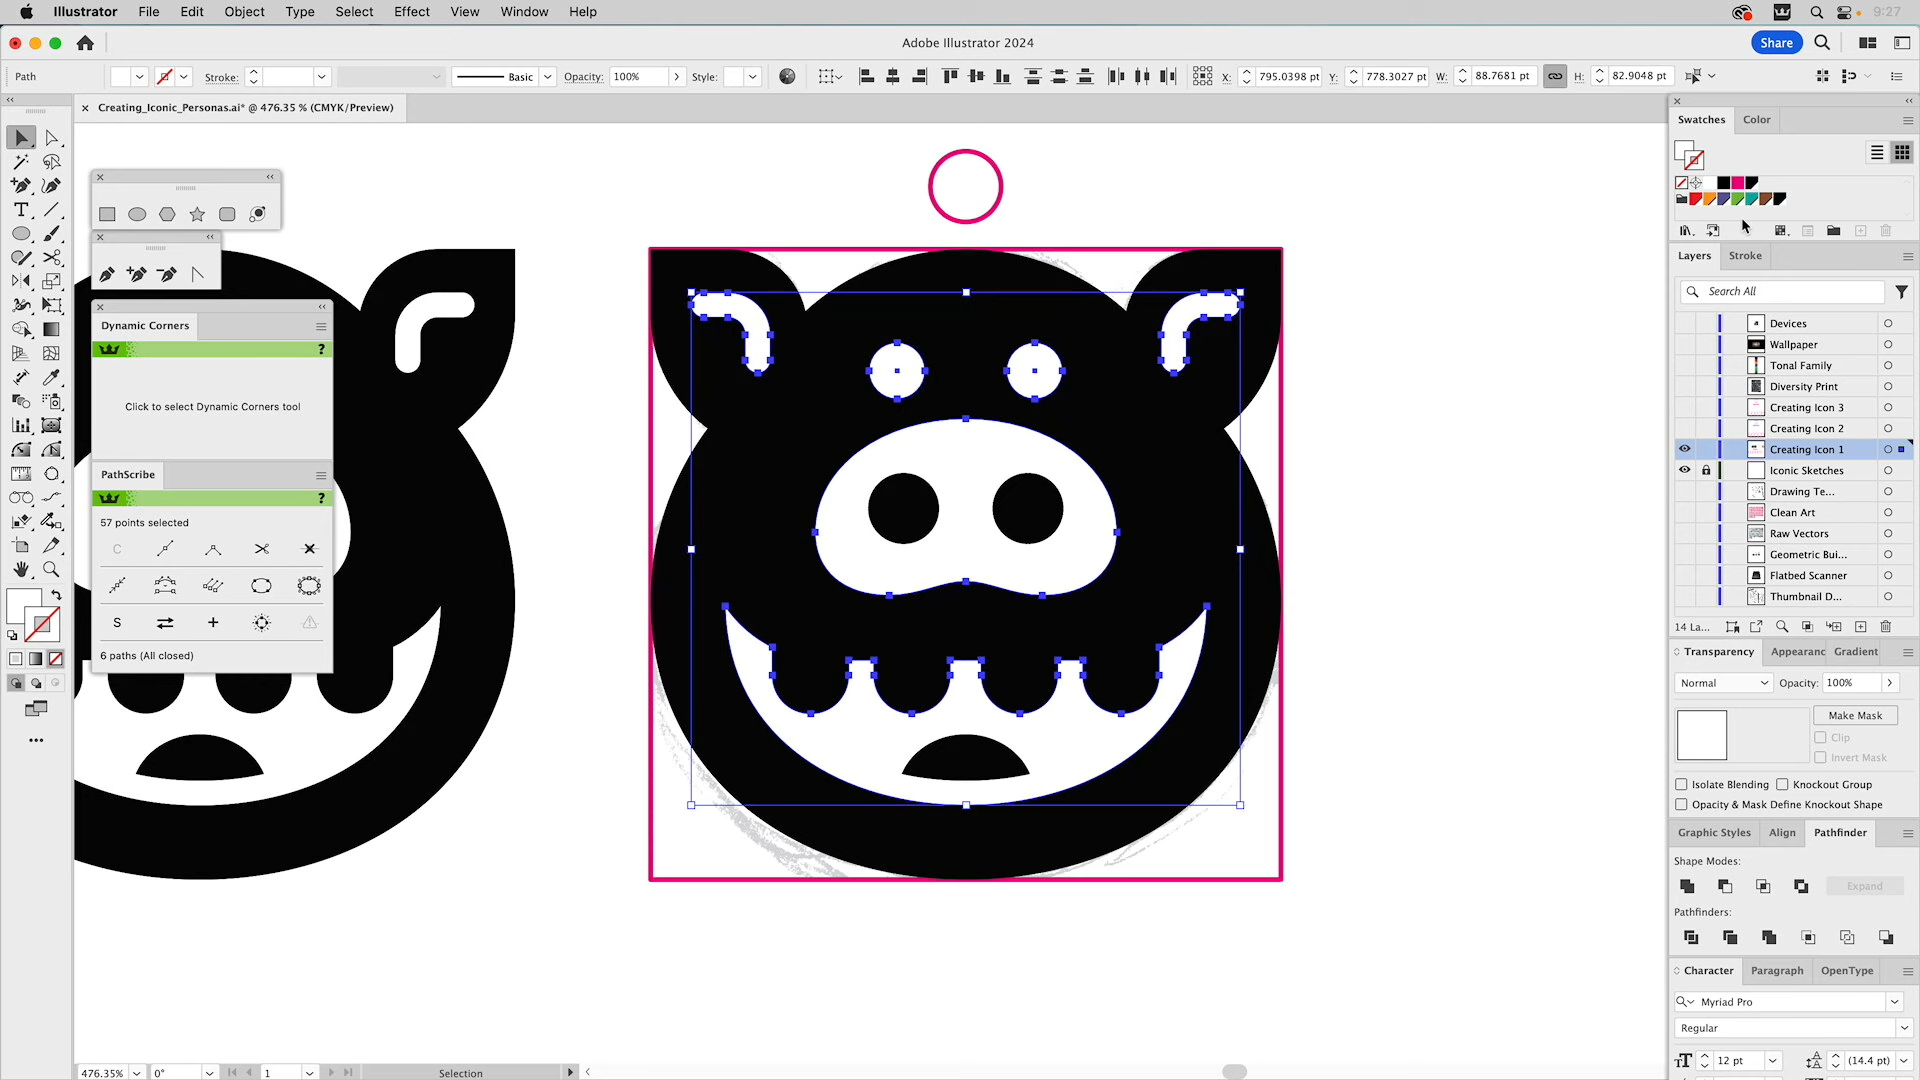 Illustrator File Edit Object Type Select Effect View Window Help 9:27
Adobe Illustrator 2024
Share
Path Stroke: Basic Opacity: 100% Style: X: 795.0398 pt Y: 778.3027 pt W: 88.7681 pt H: 82.9048 pt
Creating_Iconic_Personas.ai* @ 476.35 % (CMYK/Preview)
Swatches Color
Layers Stroke
Search All
Devices
Wallpaper
Tonal Family
Diversity Print
Creating Icon 3
Creating Icon 2
Creating Icon 1
Iconic Sketches
Drawing Te...
Clean Art
Raw Vectors
Geometric Bui...
Flatbed Scanner
Thumbnail D...
14 La...
Dynamic Corners
?
Click to select Dynamic Corners tool
PathScribe
?
57 points selected
C
S
6 paths (All closed)
Transparency Appearanc Gradient
Normal Opacity: 100%
Make Mask
Clip
Invert Mask
Isolate Blending Knockout Group
Opacity & Mask Define Knockout Shape
Graphic Styles Align Pathfinder
Shape Modes:
Expand
Pathfinders:
Character Paragraph OpenType
Myriad Pro
Regular
12 pt (14.4 pt)
476.35% 0° 1 Selection